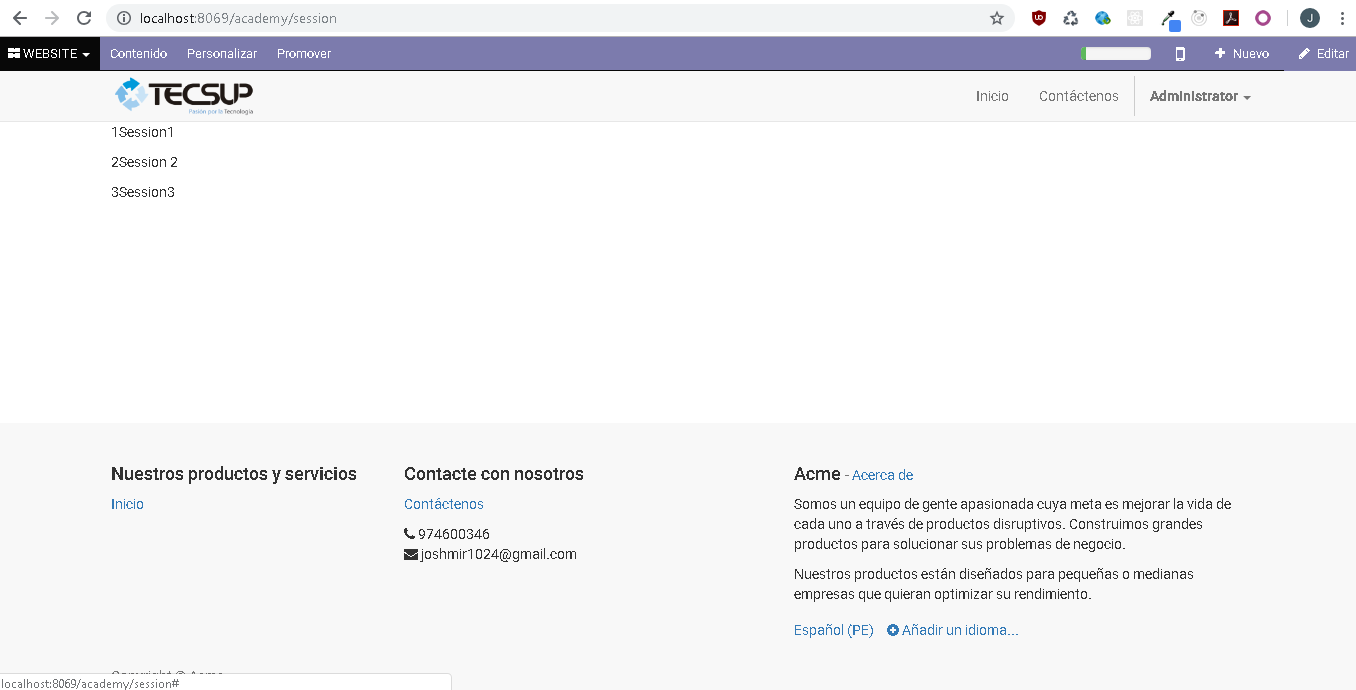 localhost:8069/academy/session
J
WEBSITE Contenido Personalizar Promover Nuevo Editar
TECSUP
Pasión por la Tecnología
Inicio Contáctenos Administrator
1Session1
2Session 2
3Session3
Nuestros productos y servicios
Inicio
Contacte con nosotros
Contáctenos
974600346
joshmir1024@gmail.com
Acme - Acerca de
Somos un equipo de gente apasionada cuya meta es mejorar la vida de
cada uno a través de productos disruptivos. Construimos grandes
productos para solucionar sus problemas de negocio.
Nuestros productos están diseñados para pequeñas o medianas
empresas que quieran optimizar su rendimiento.
Español (PE) Añadir un idioma...
Copyright © Acme
localhost:8069/academy/session#